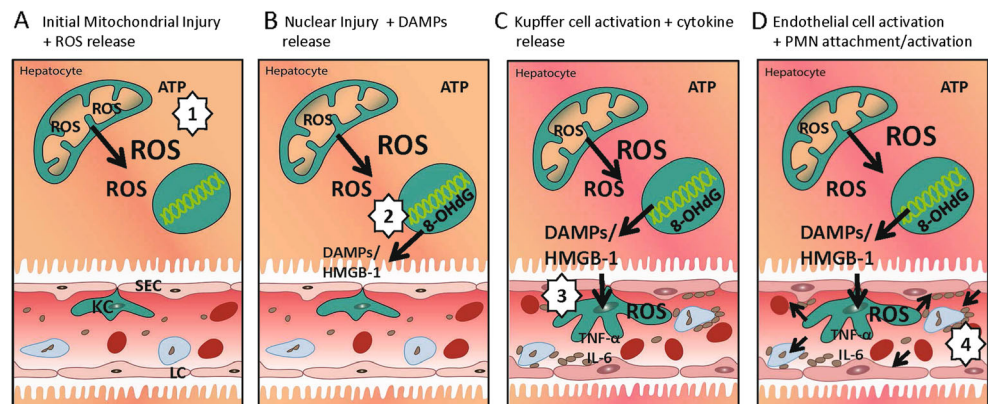 A Initial Mitochondrial Injury
+ ROS release
Hepatocyte
ATP
ROS
ROS
1
ROS
ROS
SEC
KC
LC
B Nuclear Injury + DAMPs
release
Hepatocyte
ATP
ROS
ROS
ROS
2
8-OHdG
DAMPs/
HMGB-1
C Kupffer cell activation + cytokine
release
Hepatocyte
ATP
ROS
ROS
ROS
8-OHdG
DAMPs/
HMGB-1
3
ROS
TNF-α
IL-6
D Endothelial cell activation
+ PMN attachment/activation
Hepatocyte
ATP
ROS
ROS
ROS
8-OHdG
DAMPs/
HMGB-1
ROS
TNF-α
IL-6
4